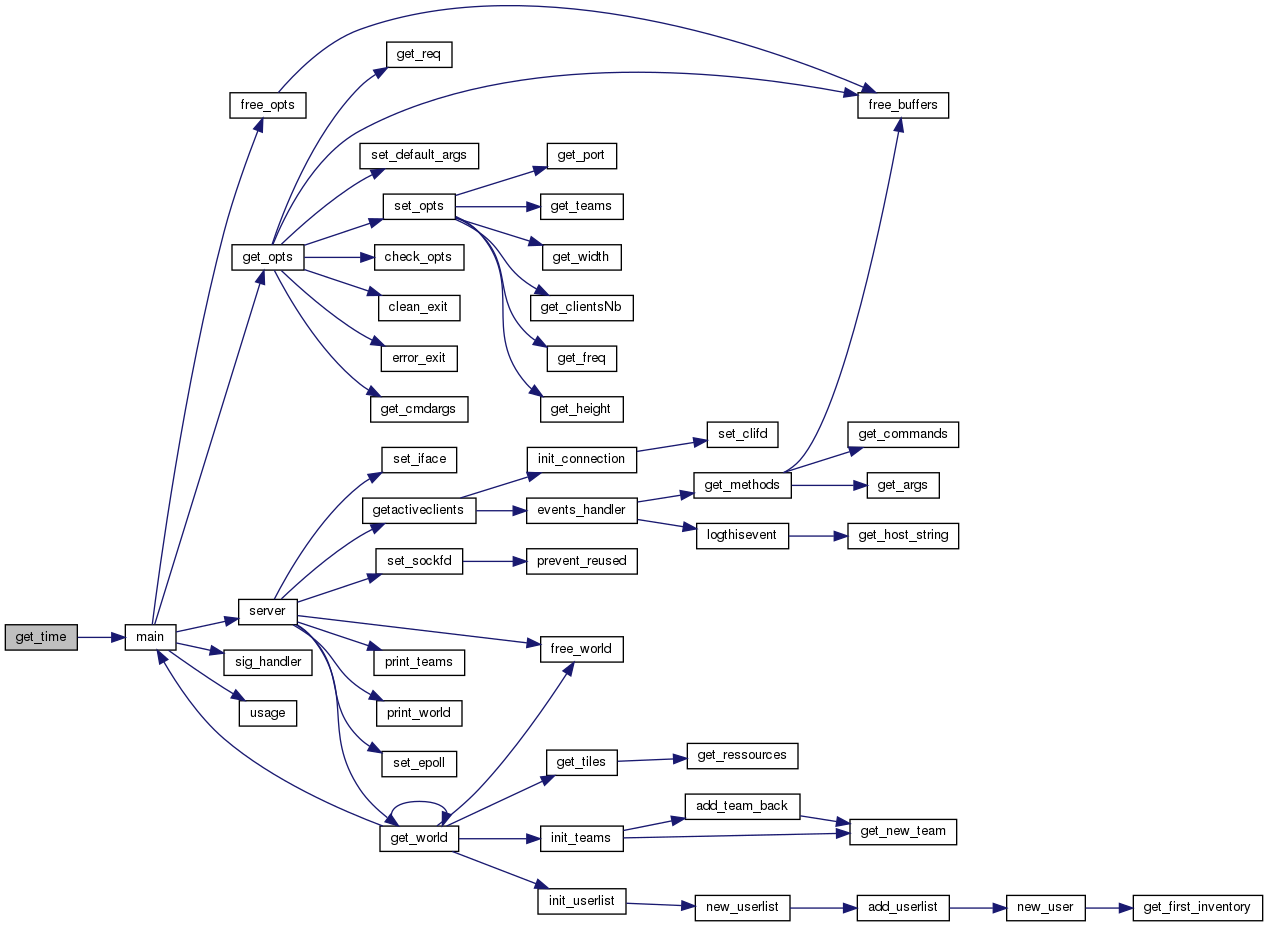 get_req
free_opts
free_buffers
set_default_args
get_port
set_opts
get_teams
get_opts
check_opts
get_width
clean_exit
get_clientsNb
error_exit
get_freq
get_cmdargs
get_height
set_clifd
get_commands
set_iface
init_connection
get_methods
get_args
getactiveclients
events_handler
logthisevent
get_host_string
set_sockfd
prevent_reused
server
get_time
main
free_world
sig_handler
print_teams
usage
print_world
set_epoll
get_tiles
get_ressources
add_team_back
get_world
init_teams
get_new_team
init_userlist
new_userlist
add_userlist
new_user
get_first_inventory